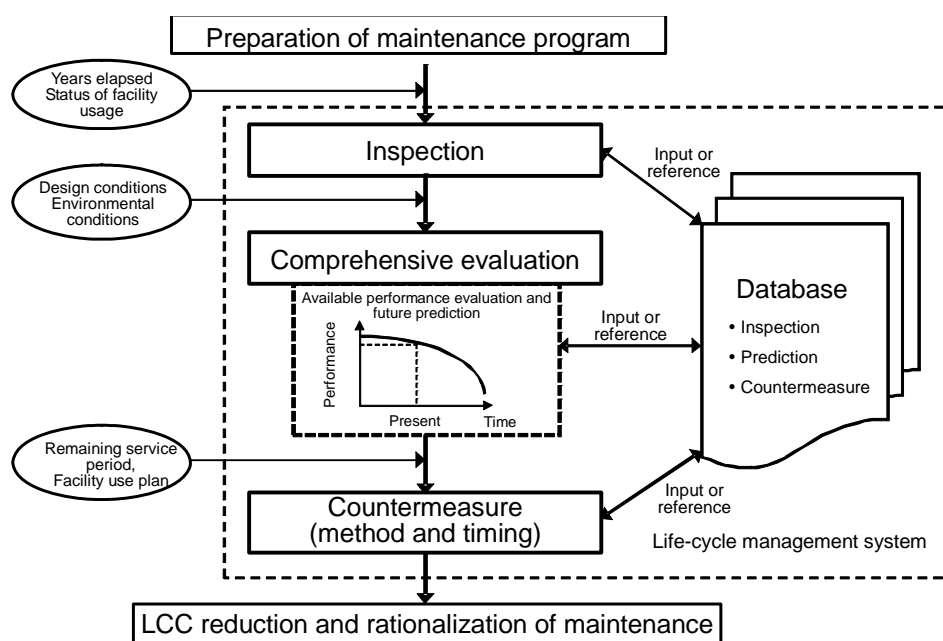 Preparation of maintenance program
Years elapsed
Status of facility
usage
Inspection
Input or
reference
Design conditions
Environmental
conditions
Comprehensive evaluation
Available performance evaluation and
future prediction
Performance
Present
Time
Input or
reference
Database
• Inspection
• Prediction
• Countermeasure
Remaining service
period,
Facility use plan
Countermeasure
(method and timing)
Input or
reference
Life-cycle management system
LCC reduction and rationalization of maintenance